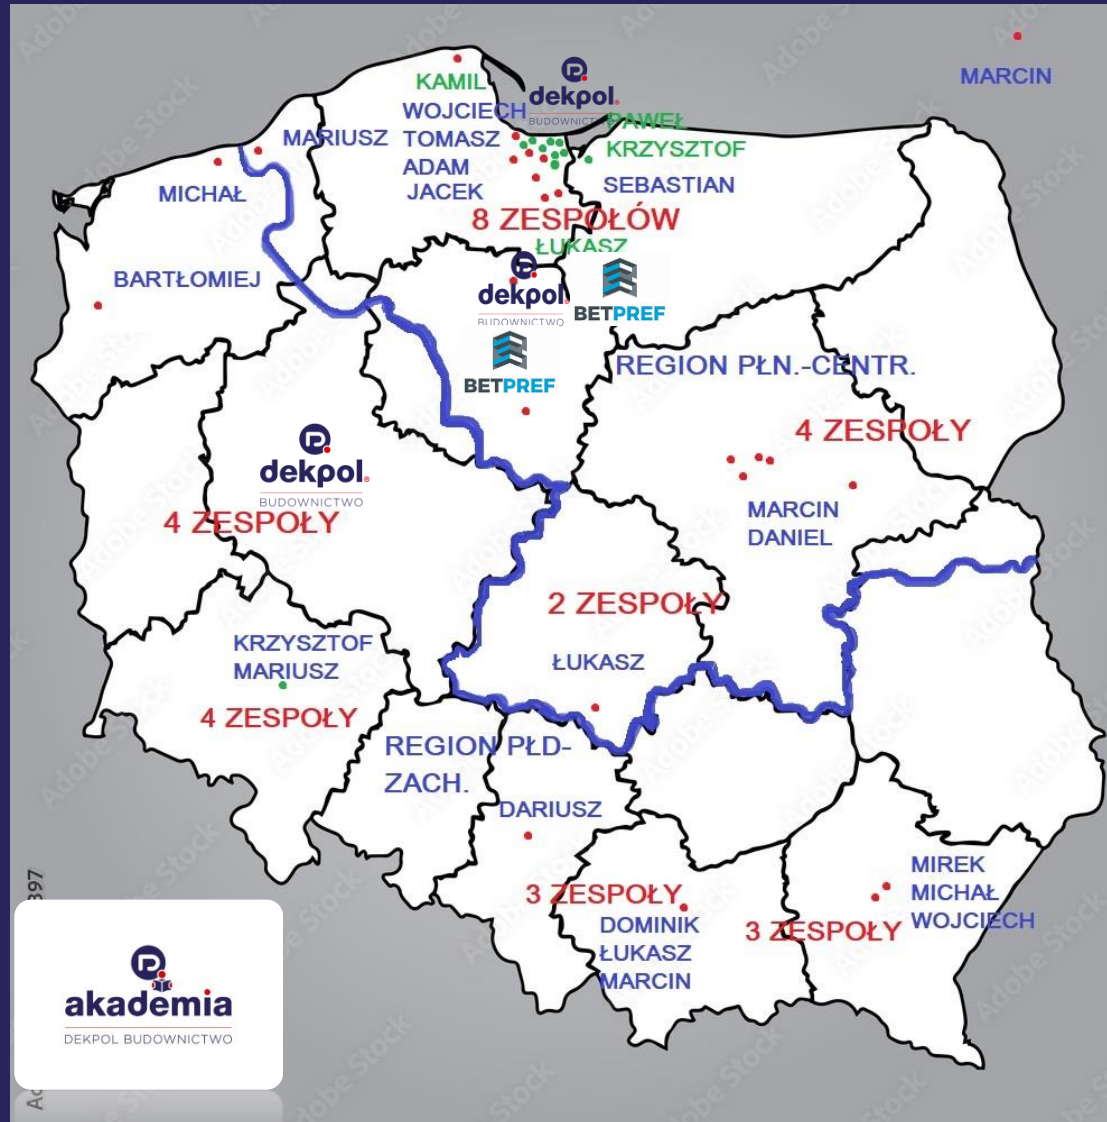 MARCIN
KAMIL
dekpol
BUDOWNICTWO
WOJCIECH
PAWEŁ
MARIUSZ
TOMASZ
KRZYSZTOF
ADAM
SEBASTIAN
JACEK
MICHAŁ
8 ZESPOŁÓW
ŁUKASZ
BARTŁOMIEJ
dekpol
BUDOWNICTWO
BETPREF
BETPREF
REGION PŁN.-CENTR.
4 ZESPOŁY
dekpol
BUDOWNICTWO
4 ZESPOŁY
MARCIN
DANIEL
2 ZESPOŁY
KRZYSZTOF
MARIUSZ
ŁUKASZ
4 ZESPOŁY
REGION PŁD-
ZACH.
DARIUSZ
MIREK
MICHAŁ
WOJCIECH
3 ZESPOŁY
3 ZESPOŁY
DOMINIK
ŁUKASZ
MARCIN
akademia
DEKPOL BUDOWNICTWO
Adobe Stock